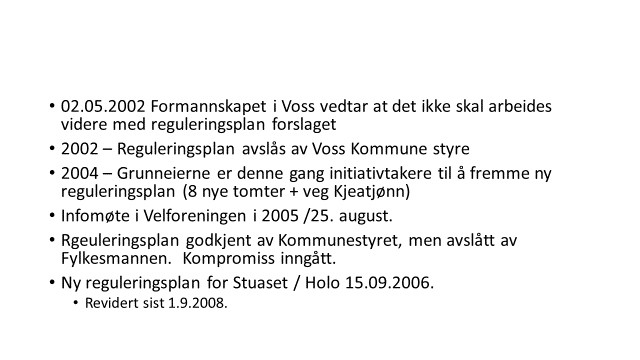 • 02.05.2002 Formannskapet i Voss vedtar at det ikke skal arbeides
videre med reguleringsplan forslaget
• 2002 – Reguleringsplan avslås av Voss Kommune styre
• 2004 – Grunneierne er denne gang initiativtakere til å fremme ny
reguleringsplan (8 nye tomter + veg Kjeatjønn)
• Infomøte i Velforeningen i 2005 /25. august.
• Rgeuleringsplan godkjent av Kommunestyret, men avslått av
Fylkesmannen. Kompromiss inngått.
• Ny reguleringsplan for Stuaset / Holo 15.09.2006.
• Revidert sist 1.9.2008.